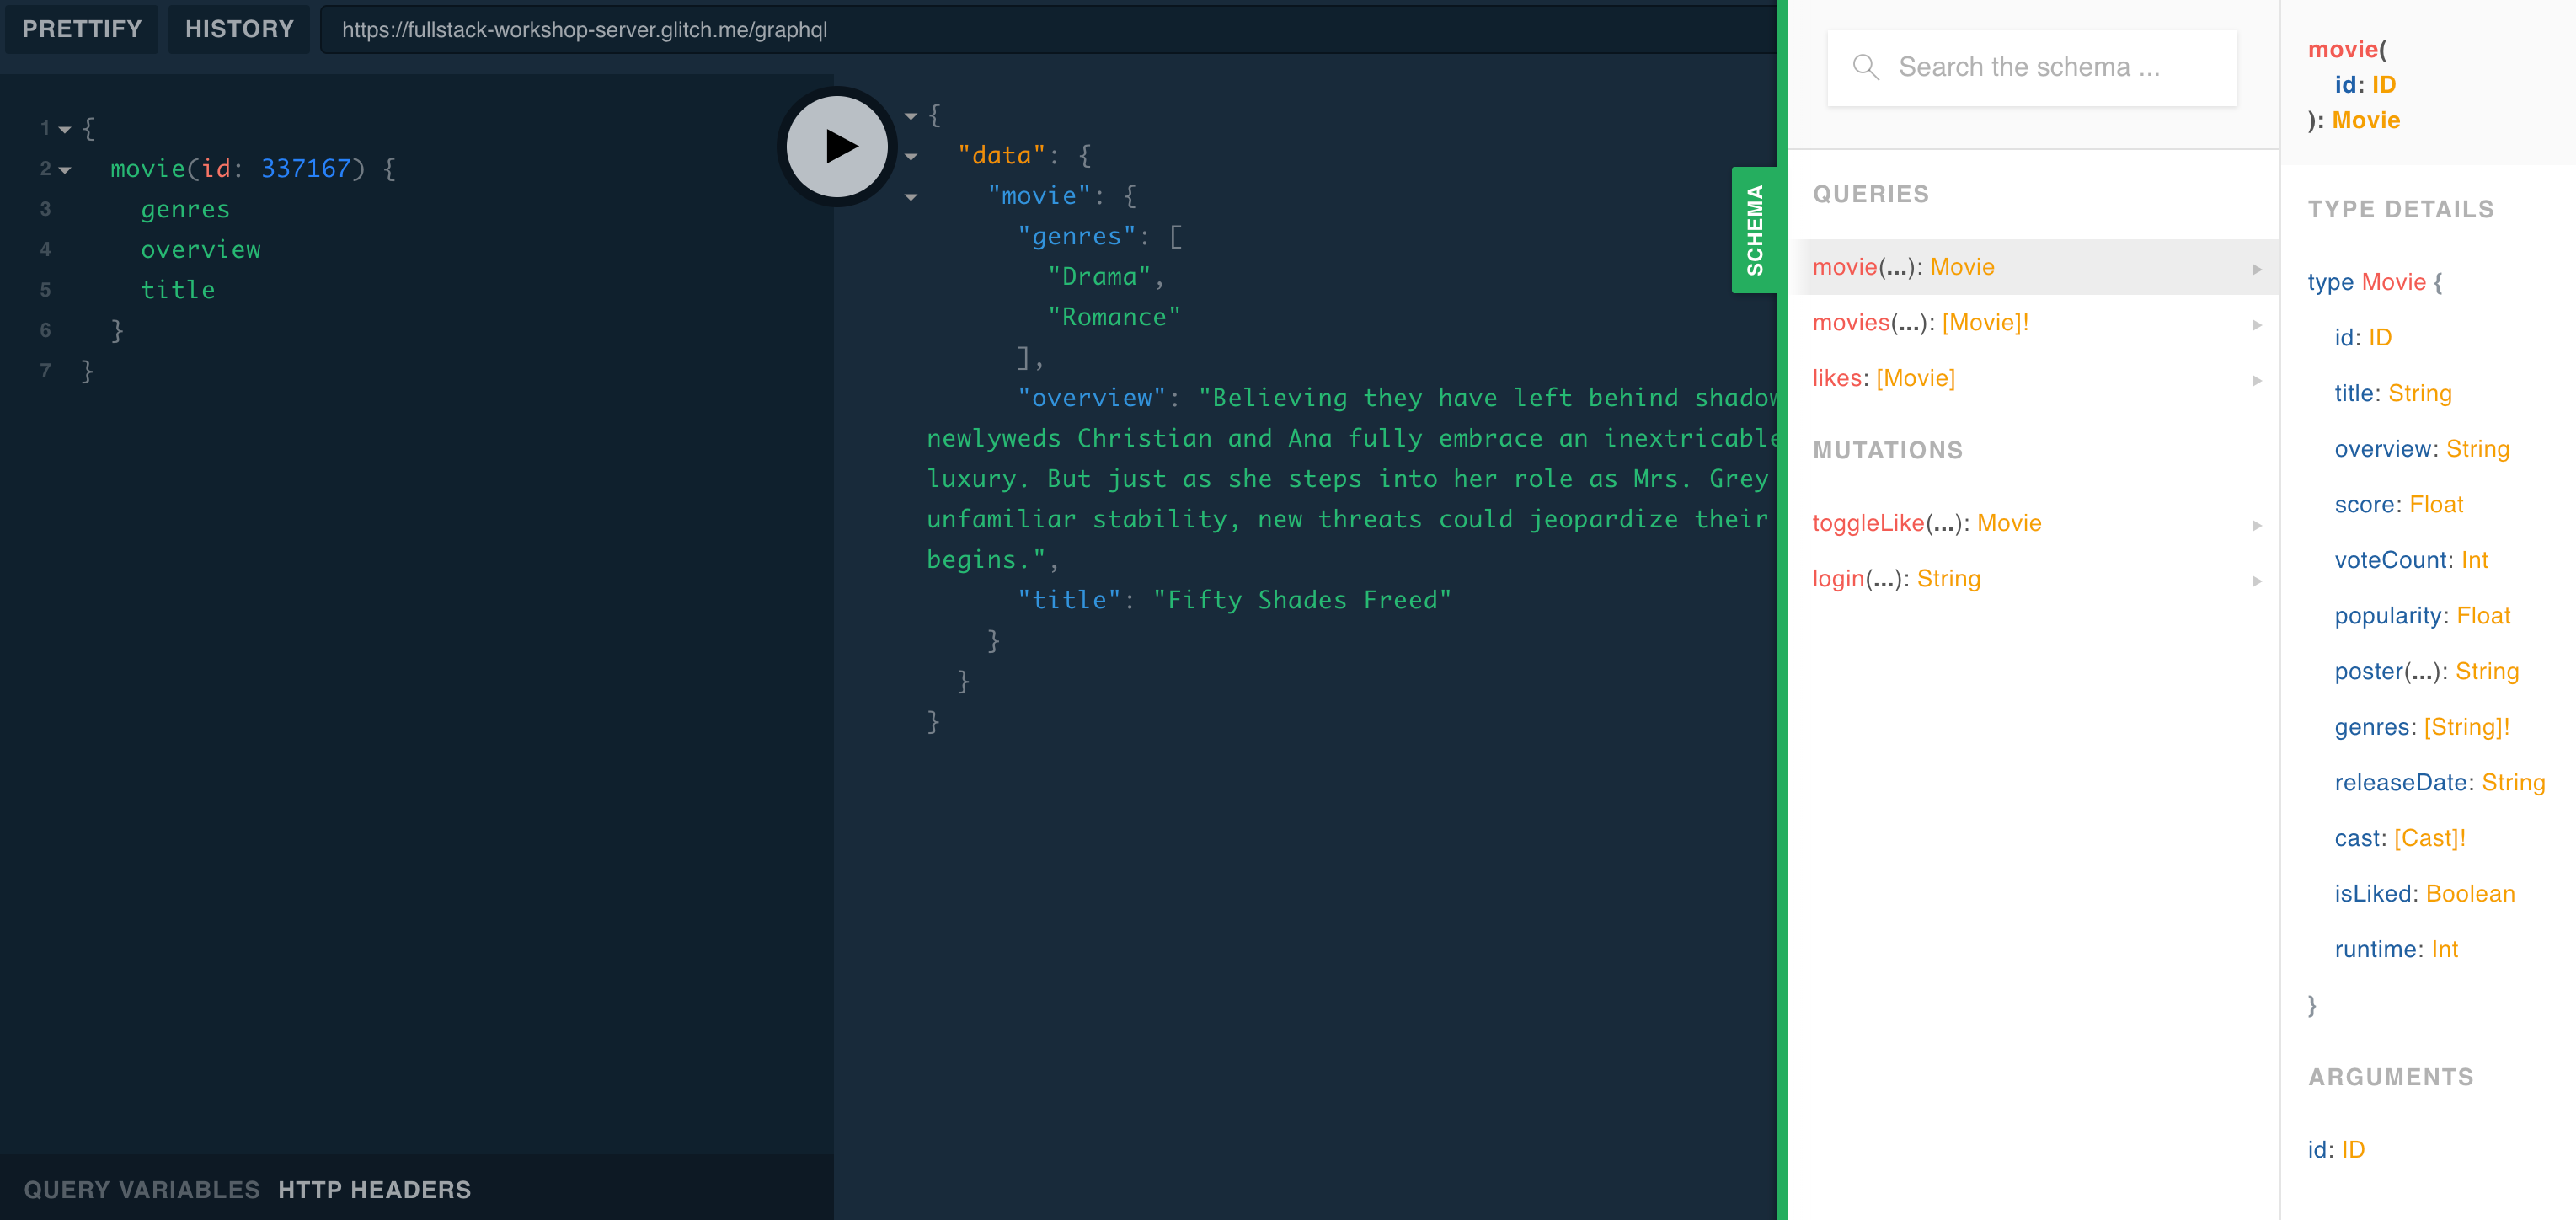 PRETTIFY HISTORY https://fullstack-workshop-server.glitch.me/graphql
1 {
2 movie(id: 337167) {
3 genres
4 overview
5 title
6 }
7 }
QUERY VARIABLES HTTP HEADERS
{
"data": {
"movie": {
"genres": [
"Drama",
"Romance"
],
"overview": "Believing they have left behind
newlyweds Christian and Ana fully embrace an inextricable
luxury. But just as she steps into her role as Mrs. Grey
unfamiliar stability, new threats could jeopardize their
begins.",
"title": "Fifty Shades Freed"
}
}
}
SCHEMA
Search the schema ...
QUERIES
movie(...): Movie
movies(...): [Movie]!
likes: [Movie]
MUTATIONS
toggleLike(...): Movie
login(...): String
movie(
id: ID
): Movie
TYPE DETAILS
type Movie {
id: ID
title: String
overview: String
score: Float
voteCount: Int
popularity: Float
poster(...): String
genres: [String]!
releaseDate: String
cast: [Cast]!
isLiked: Boolean
runtime: Int
}
ARGUMENTS
id: ID